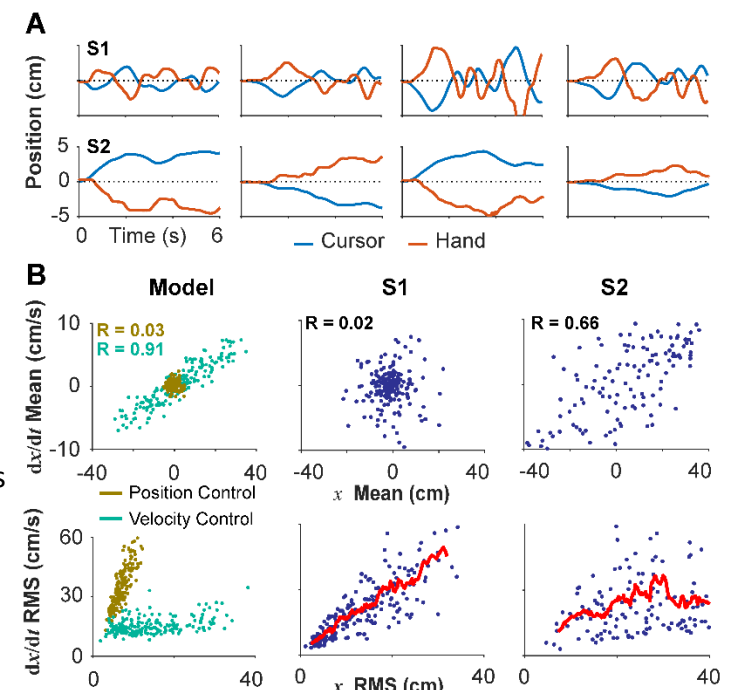 A
S1
Position (cm)
S2
5
0
-5
0 Time (s) 6
Cursor Hand
B
Model S1 S2
dx/dt Mean (cm/s)
10
0
-10
R = 0.03
R = 0.91
R = 0.02
R = 0.66
-40 0 40
-40 0 40
-40 0 40
x Mean (cm)
s
Position Control
Velocity Control
dx/dt RMS (cm/s)
60
30
0
0 40
0 40
0 40
x RMS (cm)